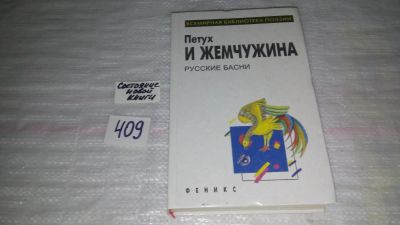 ВСЕМИРНАЯ БИБЛИОТЕКА ПОЭЗИИ
Петух
И ЖЕМЧУЖИНА
РУССКИЕ БАСНИ
ФЕНИКС
Состояние
новой
книги
409